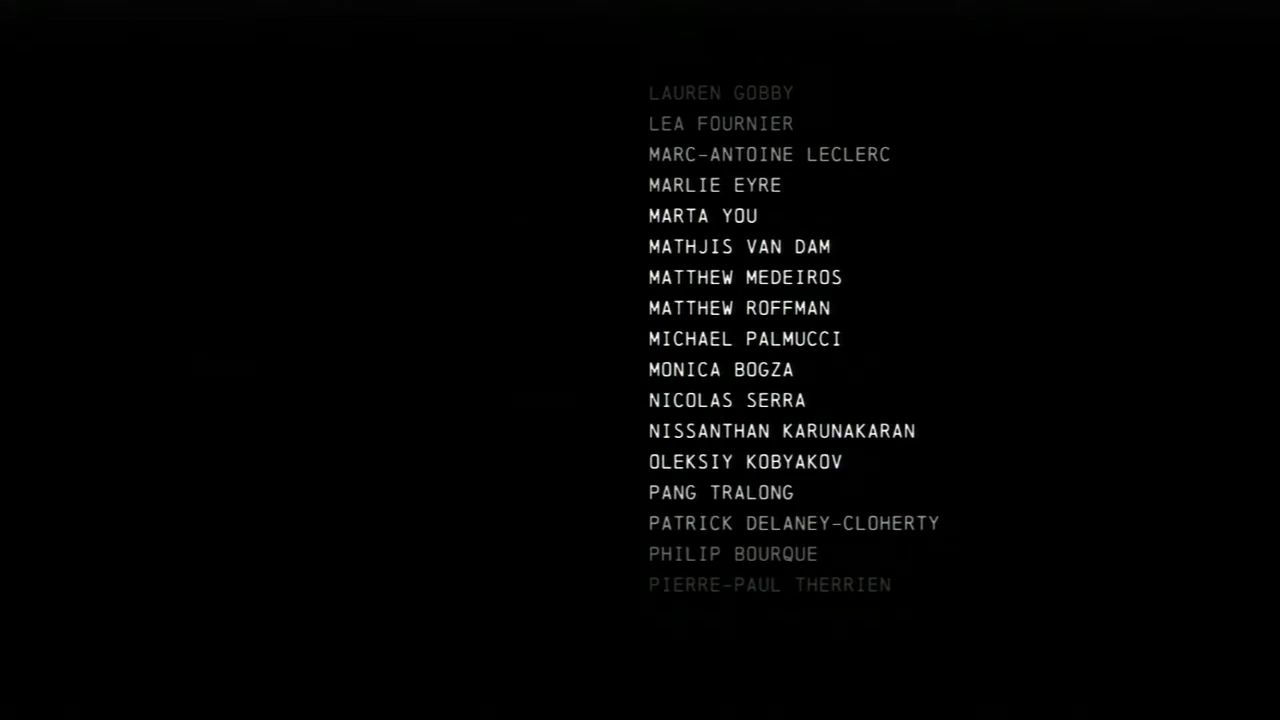 LAUREN GOBBY
LEA FOURNIER
MARC-ANTOINE LECLERC
MARLIE EYRE
MARTA YOU
MATHJIS VAN DAM
MATTHEW MEDEIROS
MATTHEW ROFFMAN
MICHAEL PALMUCCI
MONICA BOGZA
NICOLAS SERRA
NISSANTHAN KARUNAKARAN
OLEKSIY KOBYAKOV
PANG TRALONG
PATRICK DELANEY-CLOHERTY
PHILIP BOURQUE
PIERRE-PAUL THERRIEN